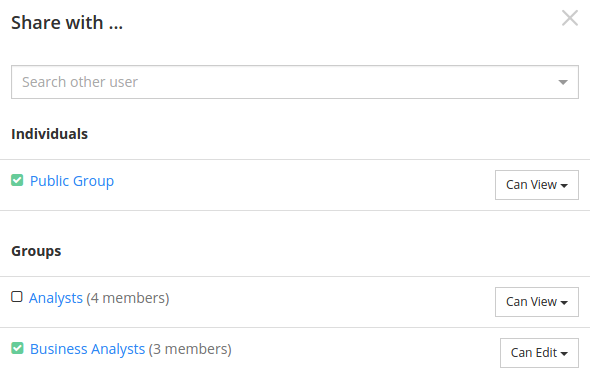 Share with ...
Search other user
Individuals
Public Group Can View
Groups
Analysts (4 members) Can View
Business Analysts (3 members) Can Edit